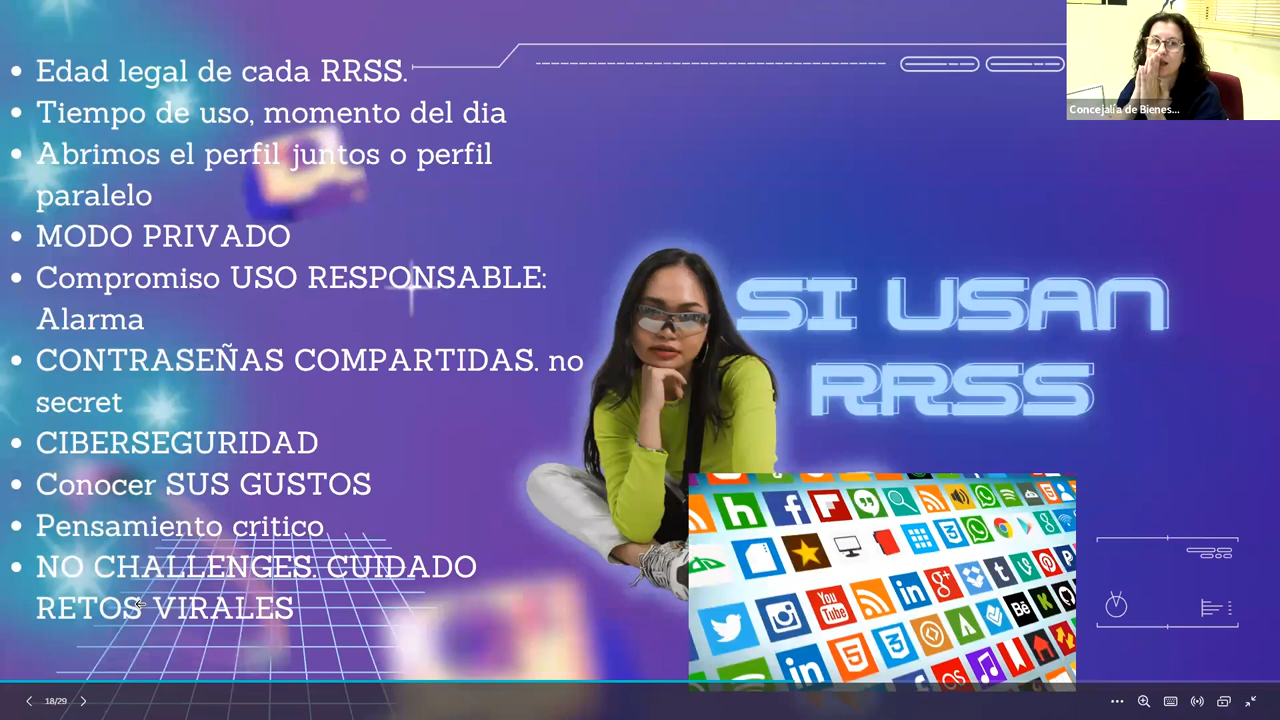 Edad legal de cada RRSS.
Tiempo de uso, momento del dia
Abrimos el perfil juntos o perfil
paralelo
MODO PRIVADO
Compromiso USO RESPONSABLE:
Alarma
CONTRASEÑAS COMPARTIDAS. no
secret
CIBERSEGURIDAD
Conocer SUS GUSTOS
Pensamiento critico
NO CHALLENGES. CUIDADO
RETOS VIRALES
SI USAN
RRSS
Concejalía de Bienes...
You
Tube
18/29